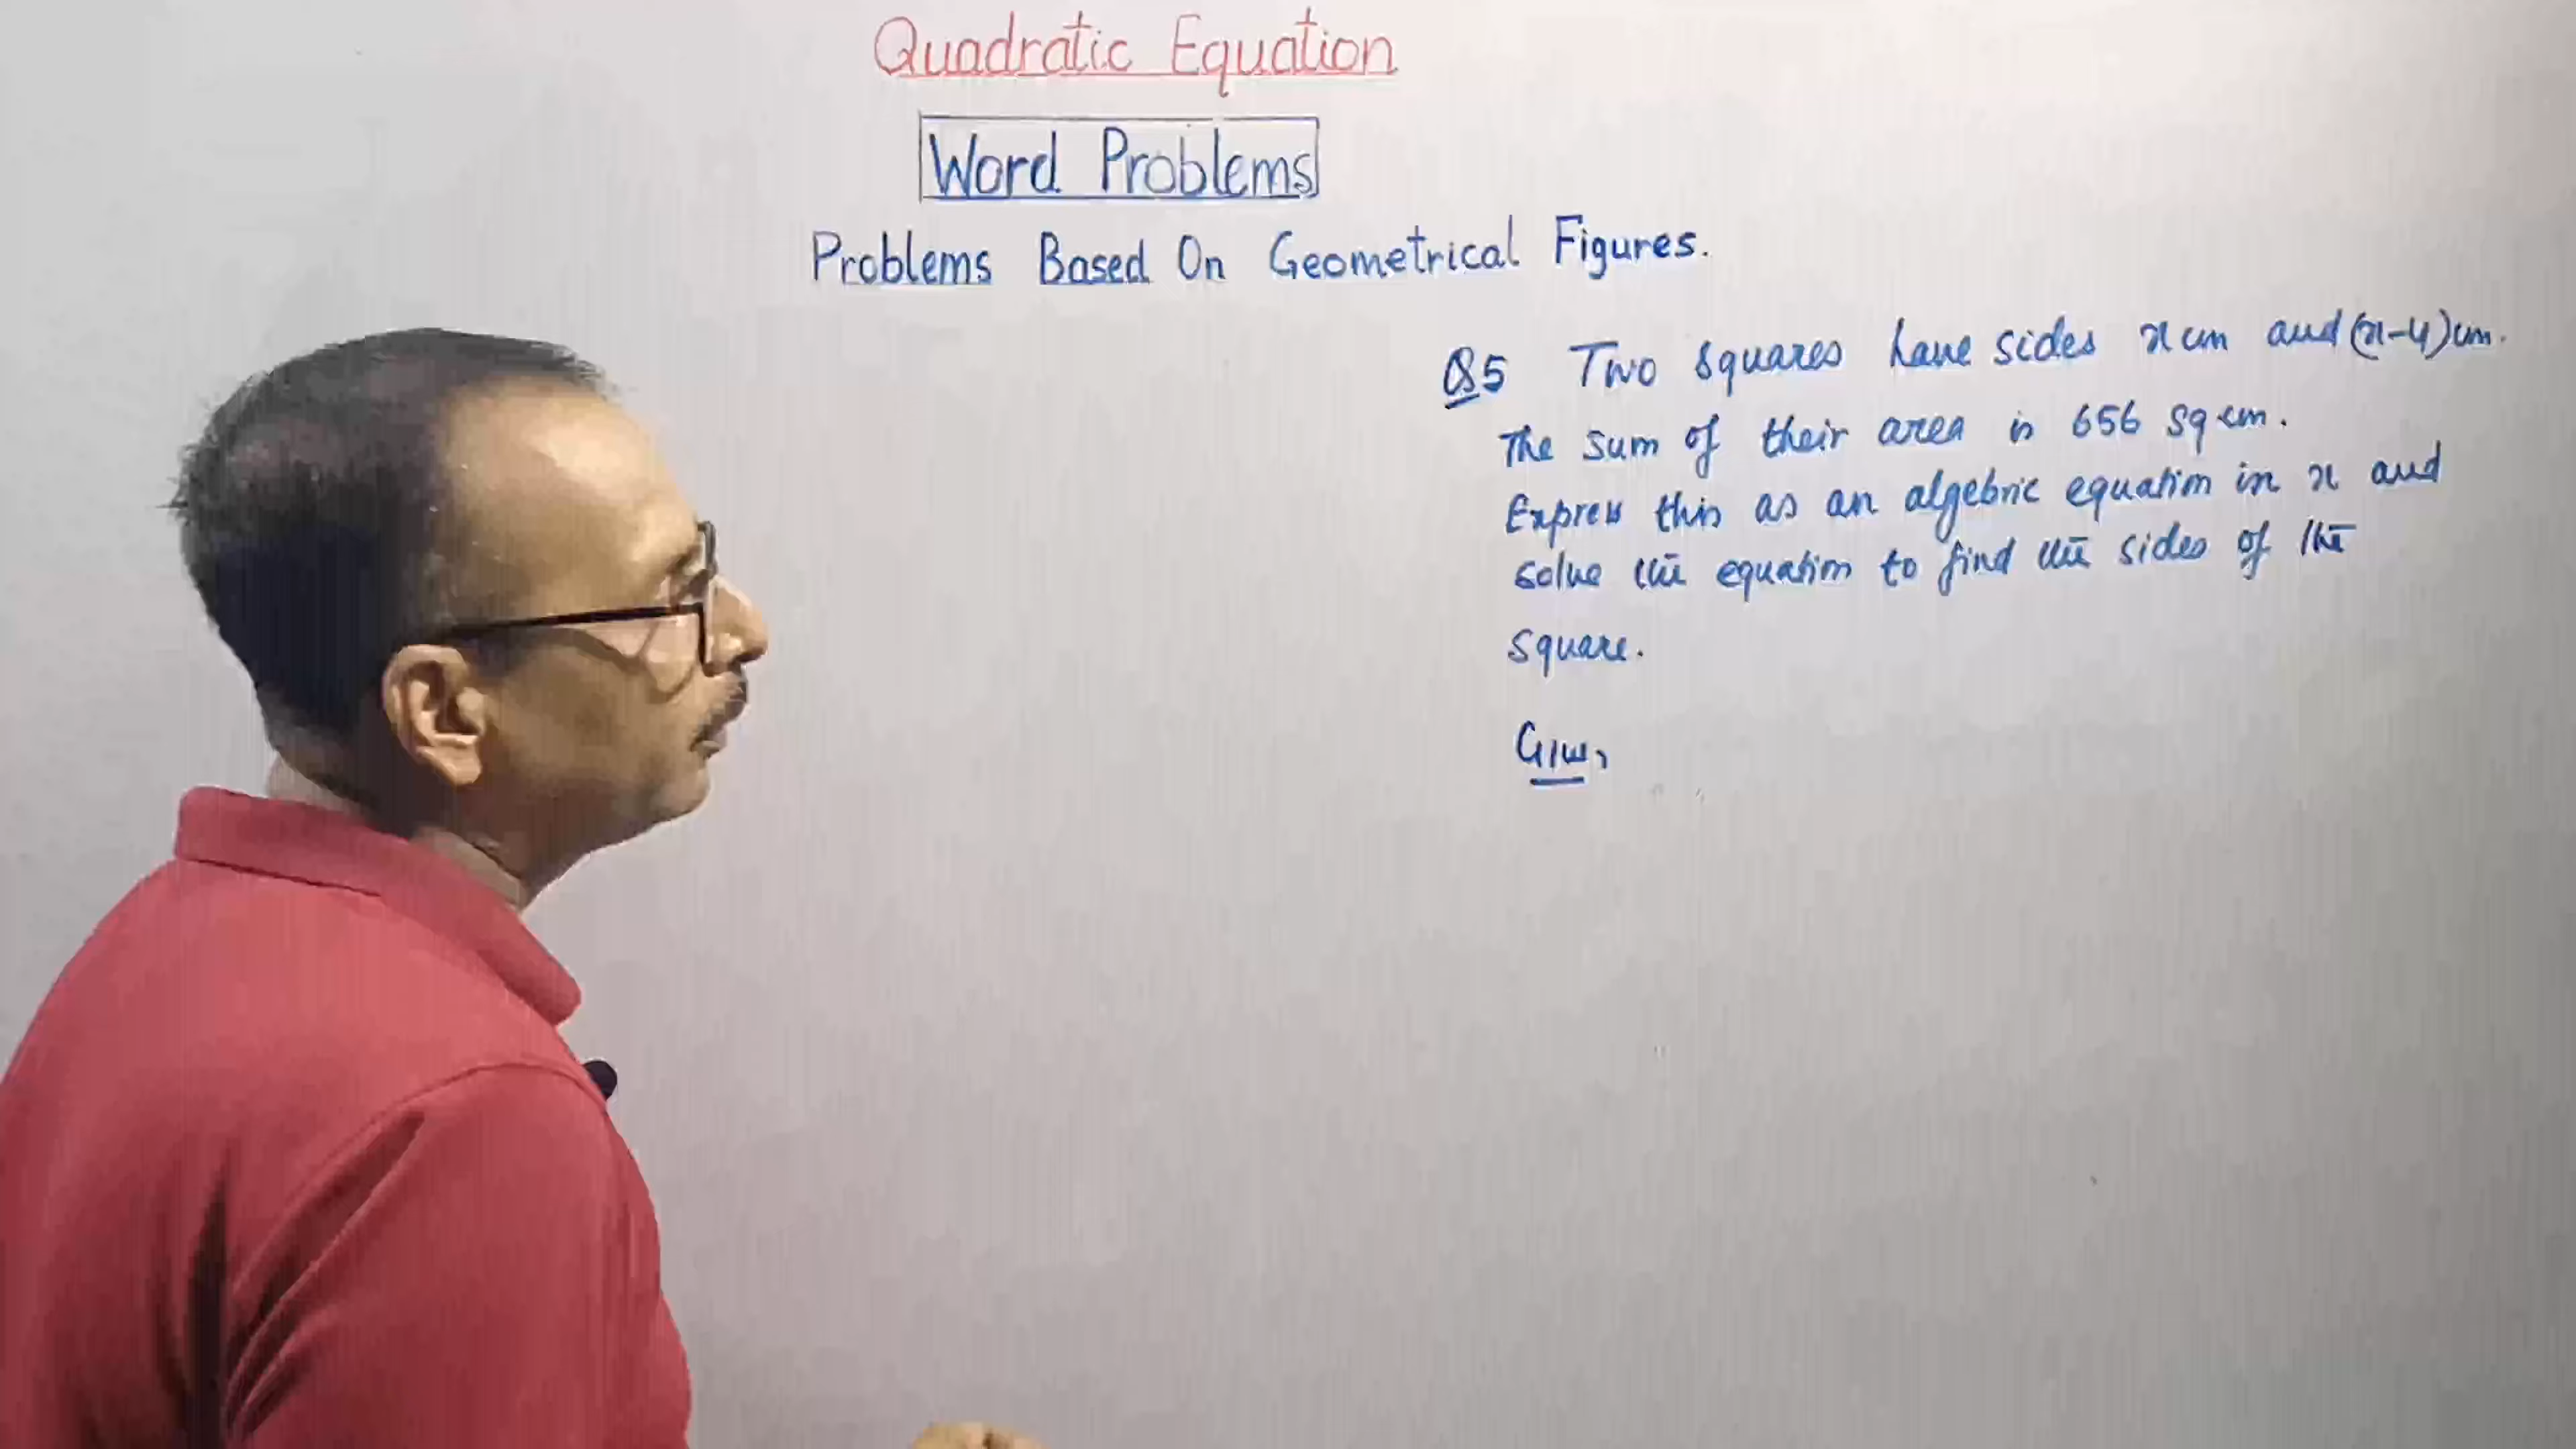 Quadratic Equation
Word Problems
Problems Based On Geometrical Figures.
Q5 Two squares have sides x cm and (x-4)cm.
The sum of their area is 656 sq cm.
Express this as an algebric equation in x and
solve the equation to find the sides of the
square.